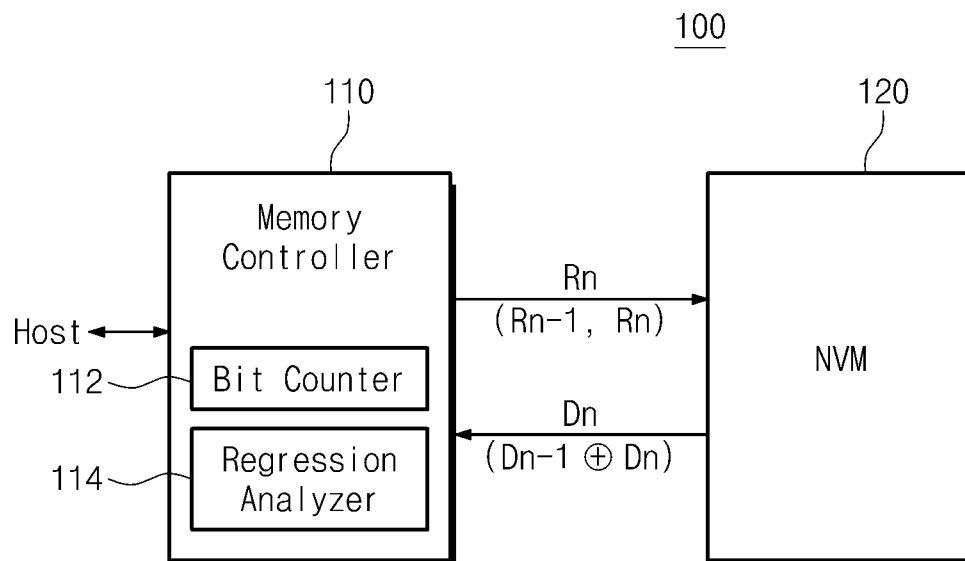 100
110
120
Memory
Controller
Rn
(Rn-1, Rn)
Host
NVM
112
Bit Counter
Dn
(Dn-1 ⊕ Dn)
114
Regression
Analyzer